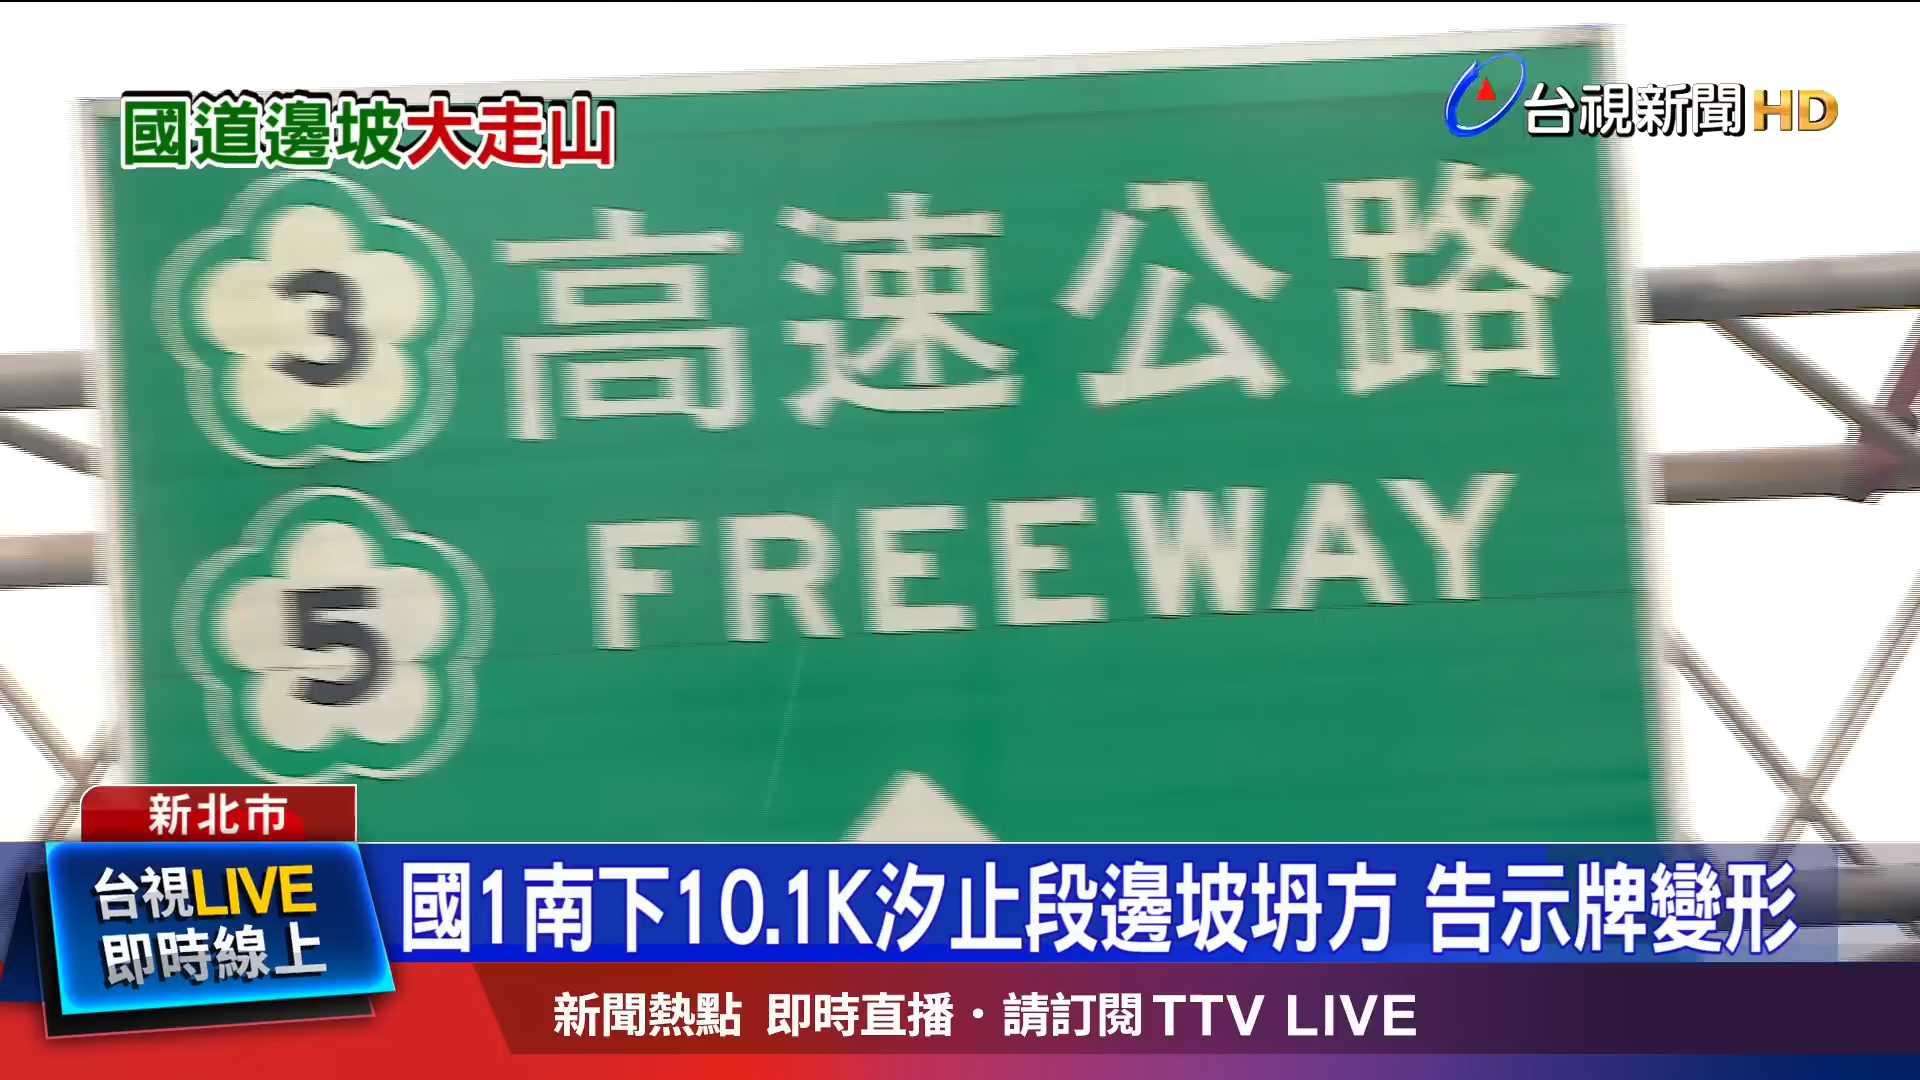 國道邊坡大走山
台視新聞HD
3 高速公路
5 FREEWAY
新北市
台視LIVE
即時線上
國1南下10.1K汐止段邊坡坍方 告示牌變形
新聞熱點 即時直播・請訂閱TTV LIVE